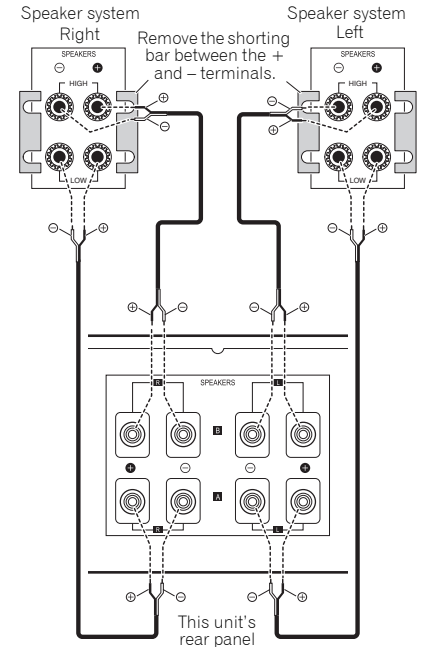 Speaker system
Right
Speaker system
Left
Remove the shorting
bar between the +
and – terminals.
SPEAKERS
⊖ ⊕
HIGH
LOW
SPEAKERS
⊖ ⊕
HIGH
LOW
⊕
⊖
⊖
⊕
⊖ ⊕
⊖ ⊕
⊕ ⊖
⊖ ⊕
R SPEAKERS L
B
⊕ ⊖ ⊖ ⊕
A
R L
⊕ ⊖
⊖ ⊕
This unit's
rear panel